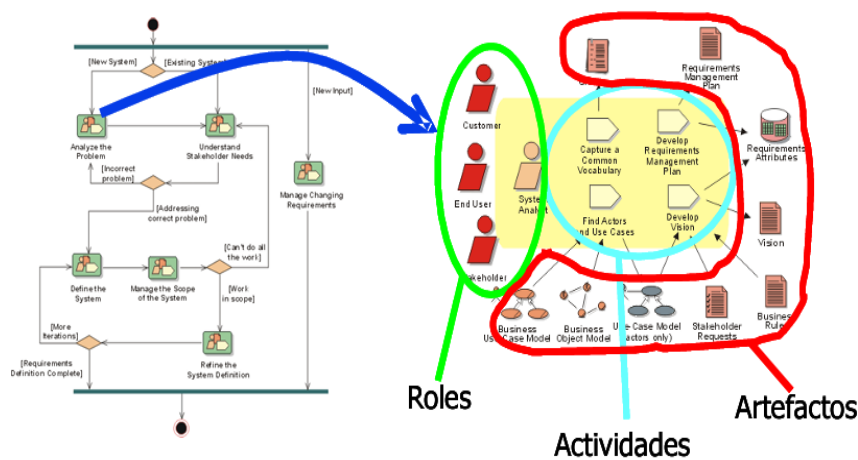 [New System]
[Existing System]
[New Input]
Analyze the
Problem
Understand
Stakeholder Needs
[Incorrect
problem]
Manage Changing
Requirements
[Addressing
correct problem]
[Can't do all
the work]
Define the
System
Manage the Scope
of the System
[Work
in scope]
[More
Iterations]
Refine the
System Definition
[Requirements
Definition Complete]
Customer
End User
Stakeholder
System
Analyst
Capture a
Common
Vocabulary
Develop
Requirements
Management
Plan
Find Actors
and Use Cases
Develop
Vision
Requirements
Management
Plan
Requirements
Attributes
Vision
Business
Rules
Business
Use-Case Model
Business
Object Model
Use-Case Model
(actors only)
Stakeholder
Requests
Roles
Actividades
Artefactos